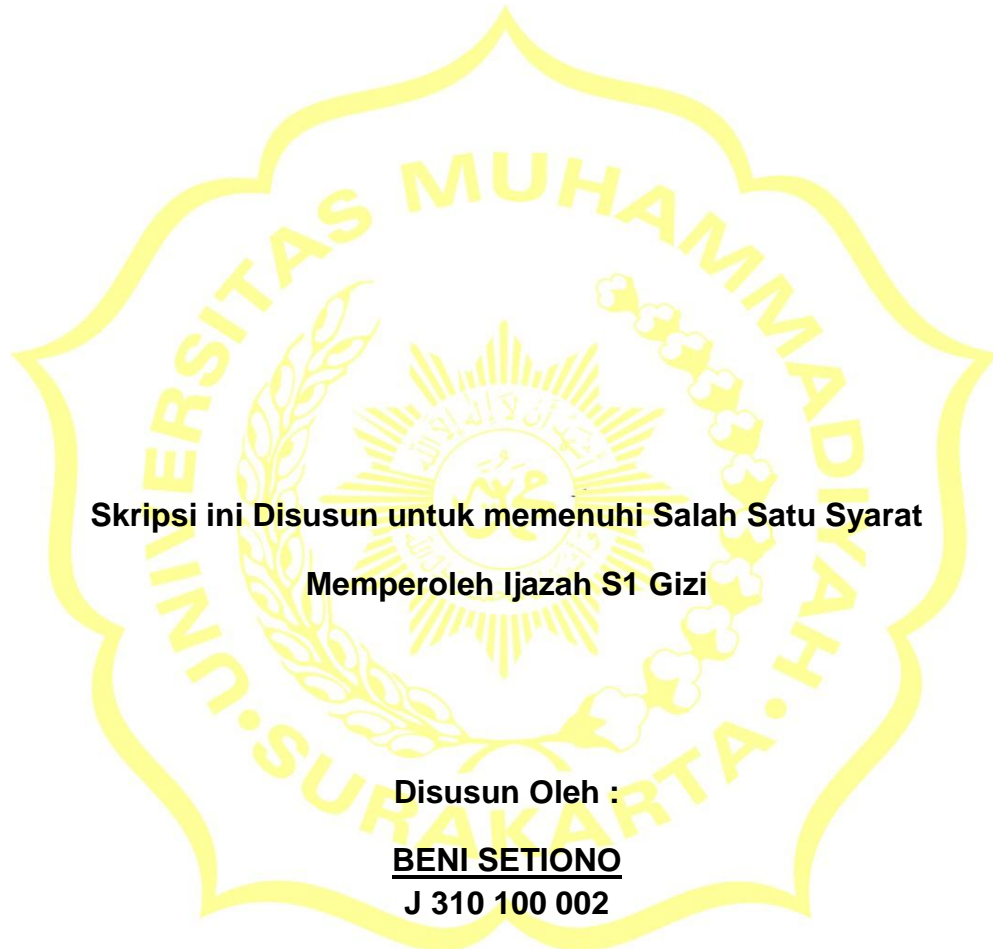 UNIVERSITAS MUHAMMADIYAH
Skripsi ini Disusun untuk memenuhi Salah Satu Syarat
Memperoleh Ijazah S1 Gizi
Disusun Oleh :
BENI SETIONO
J 310 100 002
SURAKARTA